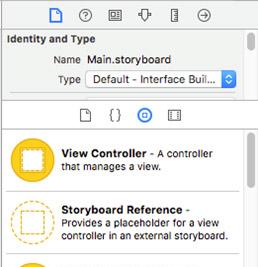 Identity and Type
Name Main.storyboard
Type Default - Interface Buil...
View Controller - A controller
that manages a view.
Storyboard Reference -
Provides a placeholder for a view
controller in an external storyboard.